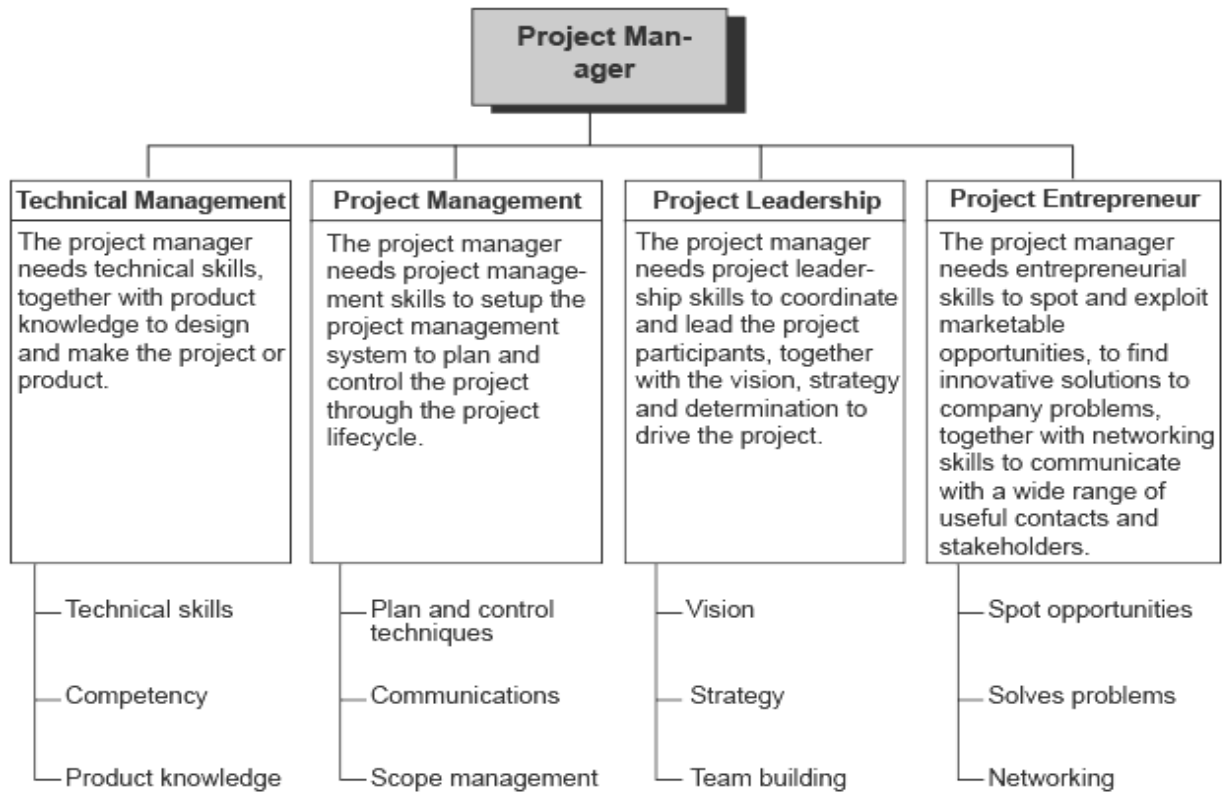 Project Man-
ager
Technical Management
The project manager
needs technical skills,
together with product
knowledge to design
and make the project or
product.
Technical skills
Competency
Product knowledge
Project Management
The project manager
needs project manage-
ment skills to setup the
project management
system to plan and
control the project
through the project
lifecycle.
Plan and control
techniques
Communications
Scope management
Project Leadership
The project manager
needs project leader-
ship skills to coordinate
and lead the project
participants, together
with the vision, strategy
and determination to
drive the project.
Vision
Strategy
Team building
Project Entrepreneur
The project manager
needs entrepreneurial
skills to spot and exploit
marketable
opportunities, to find
innovative solutions to
company problems,
together with networking
skills to communicate
with a wide range of
useful contacts and
stakeholders.
Spot opportunities
Solves problems
Networking